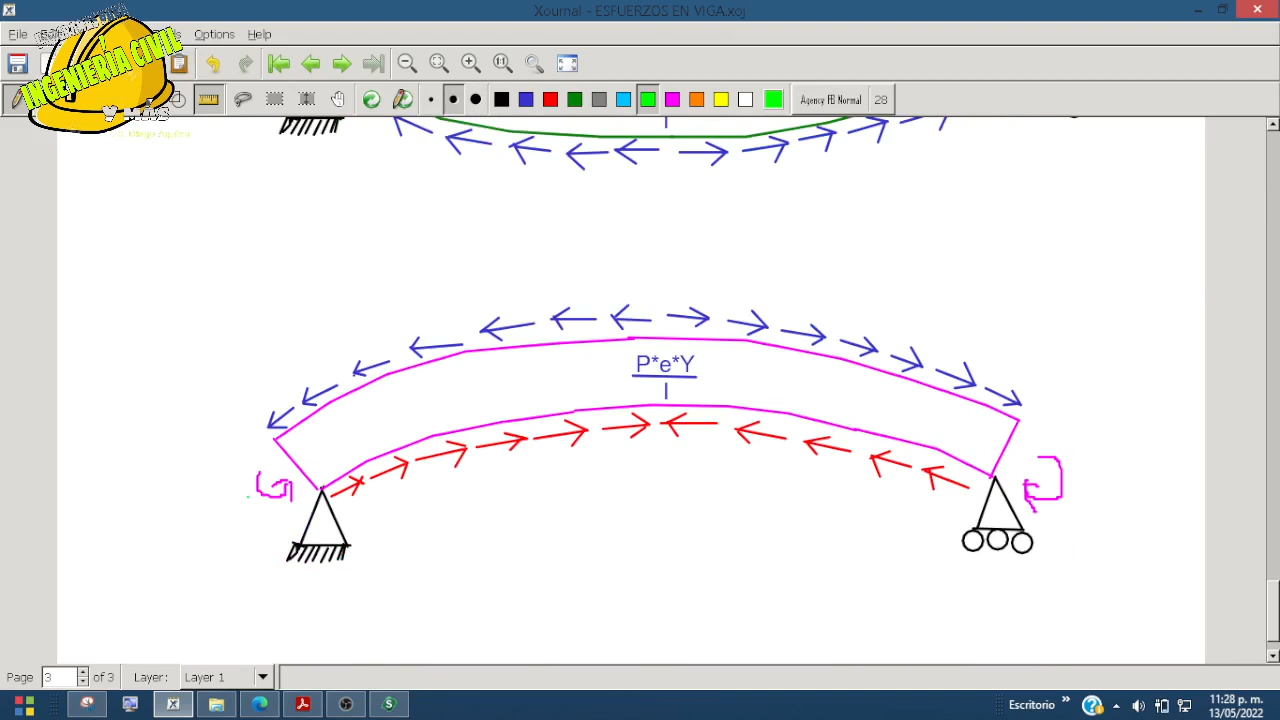 Xournal - ESFUERZOS EN VIGA.xoj
File
Options
Help
INGENIERIA CIVIL
Agency FB Normal
28
I
P*e*Y
I
Page
3
of 3
Layer:
Layer 1
Escritorio
»
11:28 p. m.
13/05/2022